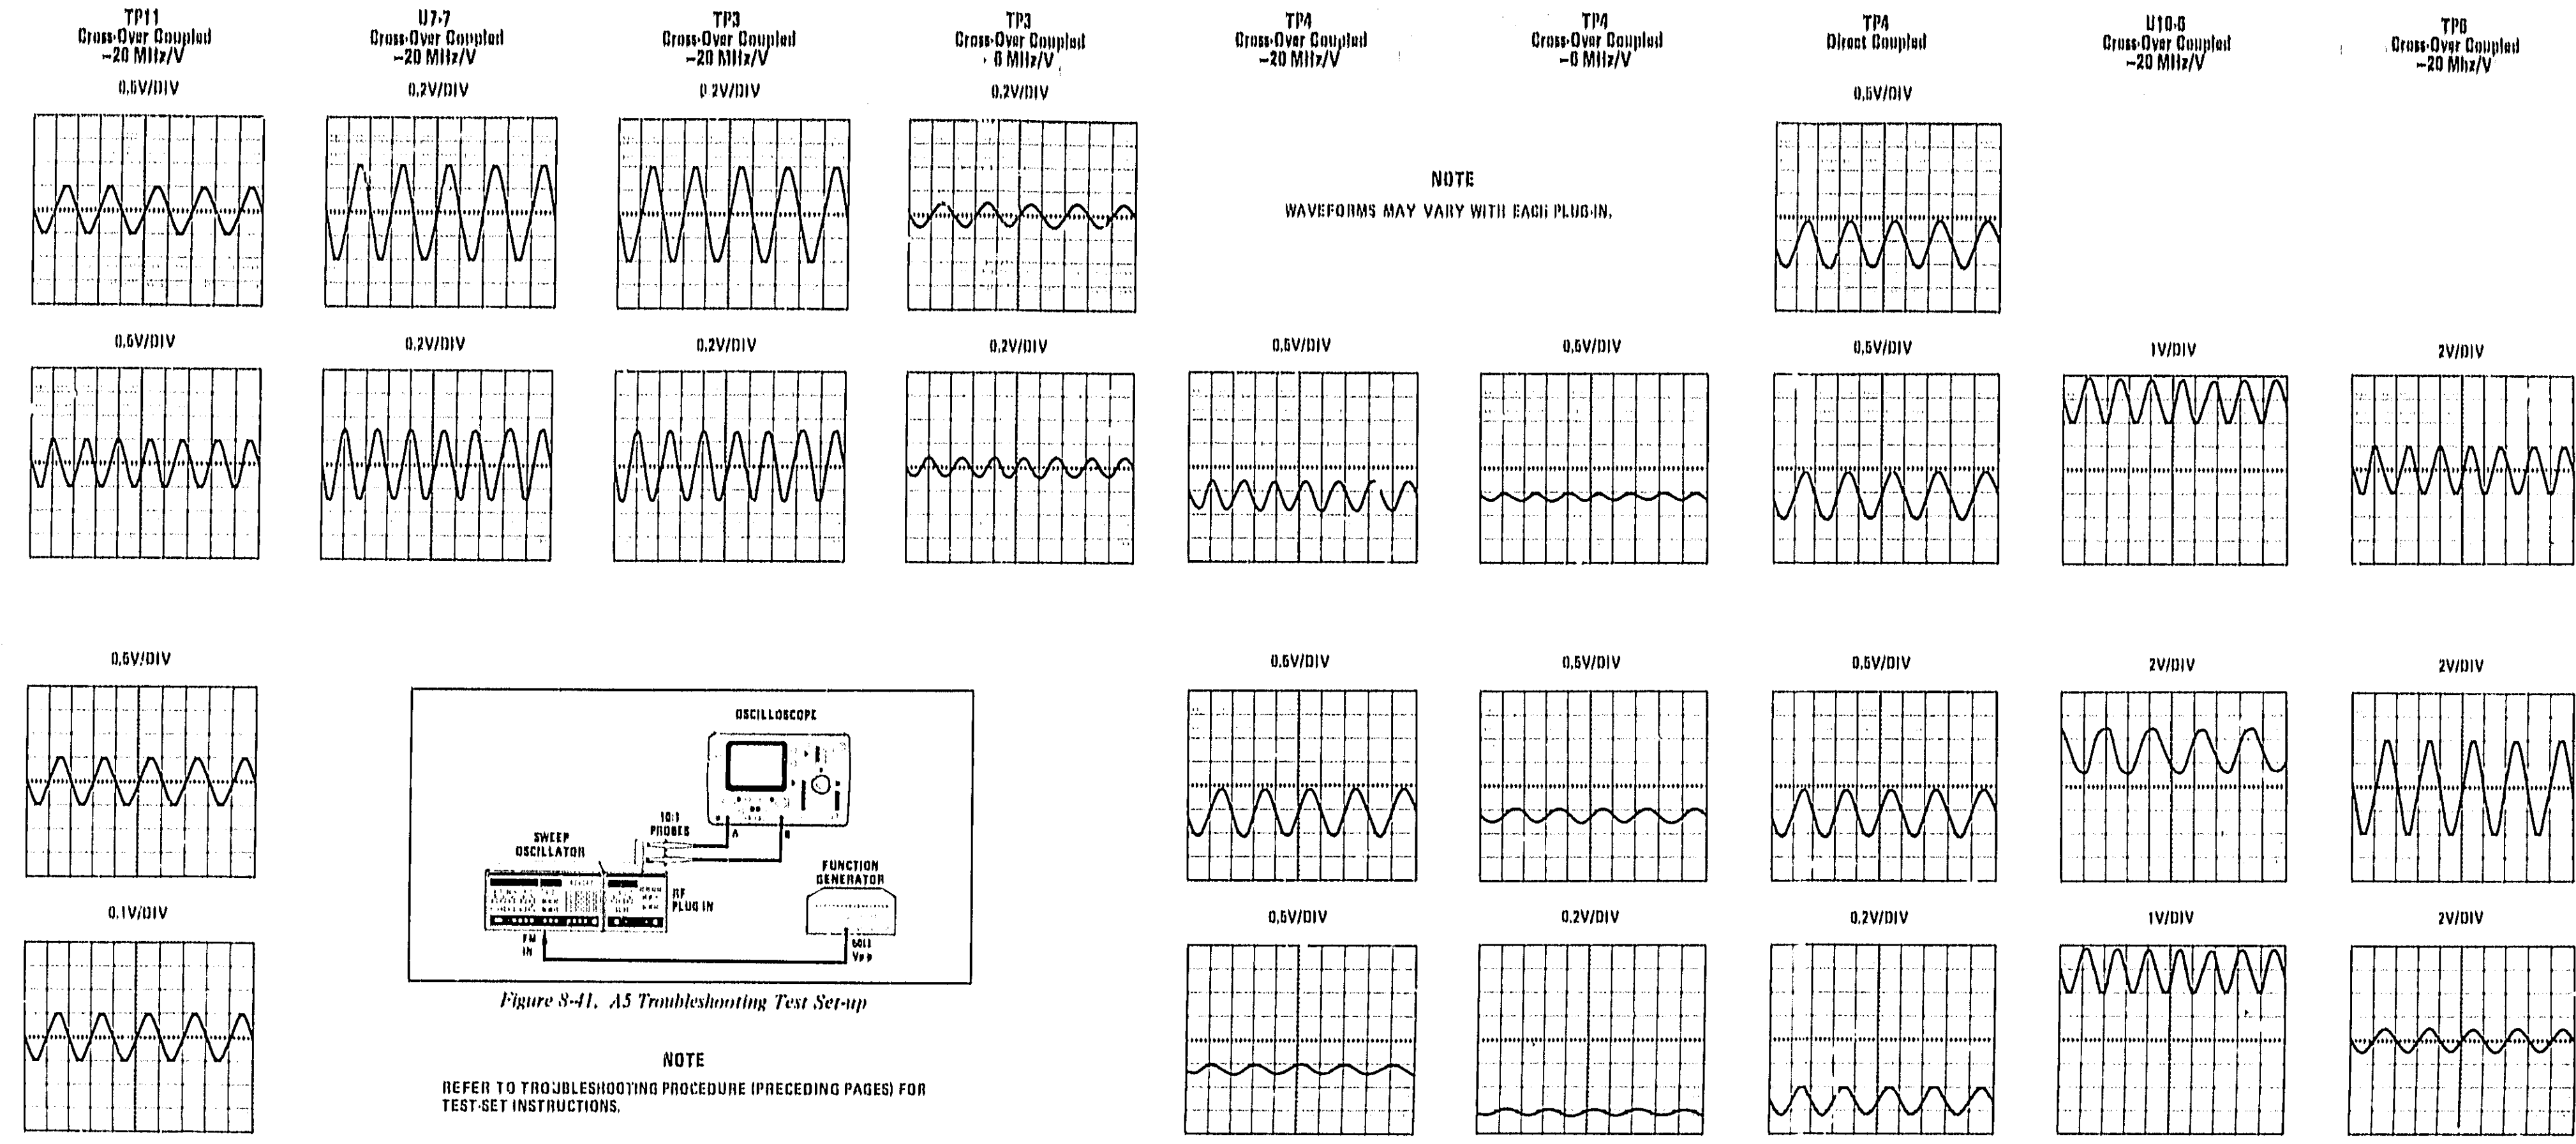 TP11
Cross-Over Coupled
−20 MHz/V
0.5V/DIV
U7-7
Cross-Over Coupled
−20 MHz/V
0.2V/DIV
TP3
Cross-Over Coupled
−20 MHz/V
0.2V/DIV
TP3
Cross-Over Coupled
6 MHz/V
0.2V/DIV
TP4
Cross-Over Coupled
−20 MHz/V
TP4
Cross-Over Coupled
−6 MHz/V
TP4
Direct Coupled
0.5V/DIV
U10-6
Cross-Over Coupled
−20 MHz/V
TP6
Cross-Over Coupled
−20 Mhz/V
NOTE
WAVEFORMS MAY VARY WITH EACH PLUG-IN.
0.5V/DIV
0.2V/DIV
0.2V/DIV
0.2V/DIV
0.5V/DIV
0.5V/DIV
0.5V/DIV
1V/DIV
2V/DIV
0.5V/DIV
0.5V/DIV
0.5V/DIV
0.5V/DIV
2V/DIV
2V/DIV
OSCILLOSCOPE
10:1
PROBES
A
B
SWEEP
OSCILLATOR
FUNCTION
GENERATOR
RF
PLUG IN
FM
IN
50Ω
Figure 8-41. A5 Troubleshooting Test Set-up
0.1V/DIV
0.5V/DIV
0.2V/DIV
0.2V/DIV
1V/DIV
2V/DIV
NOTE
REFER TO TROUBLESHOOTING PROCEDURE (PRECEDING PAGES) FOR
TEST-SET INSTRUCTIONS.